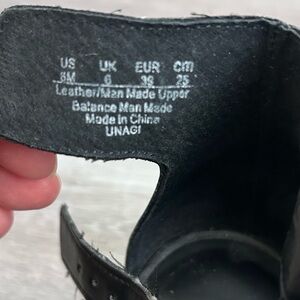 US UK EUR cm
8M 6 39 25
Leather/Man Made Upper
Balance Man Made
Made in China
UNAGI